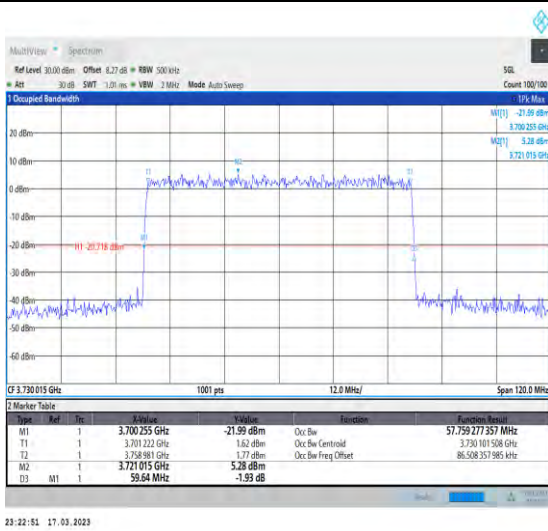 MultiView Spectrum
Ref Level 30.00 dBm Offset 8.27 dB RBW 500 kHz SGL
Att 30 dB SWT 1.01 ms VBW 2 MHz Mode Auto Sweep Count 100/100
1 Occupied Bandwidth 1Pk Max
M1[1] -21.99 dBm
3.700 255 GHz
M2[1] 5.28 dBm
3.721 015 GHz
20 dBm
10 dBm
T1 M2 T2
0 dBm
-10 dBm
-20 dBm H1 -20.718 dBm M1 D3
-30 dBm
-40 dBm
-50 dBm
-60 dBm
CF 3.730 015 GHz 1001 pts 12.0 MHz/ Span 120.0 MHz
2 Marker Table
Type Ref Trc X-Value Y-Value Function Function Result
M1 1 3.700 255 GHz -21.99 dBm Occ Bw 57.759 277 357 MHz
T1 1 3.701 222 GHz 1.62 dBm Occ Bw Centroid 3.730 101 508 GHz
T2 1 3.758 981 GHz 1.77 dBm Occ Bw Freq Offset 86.508 357 985 kHz
M2 1 3.721 015 GHz 5.28 dBm
D3 M1 1 59.64 MHz -1.93 dB
23:22:51 17.03.2023